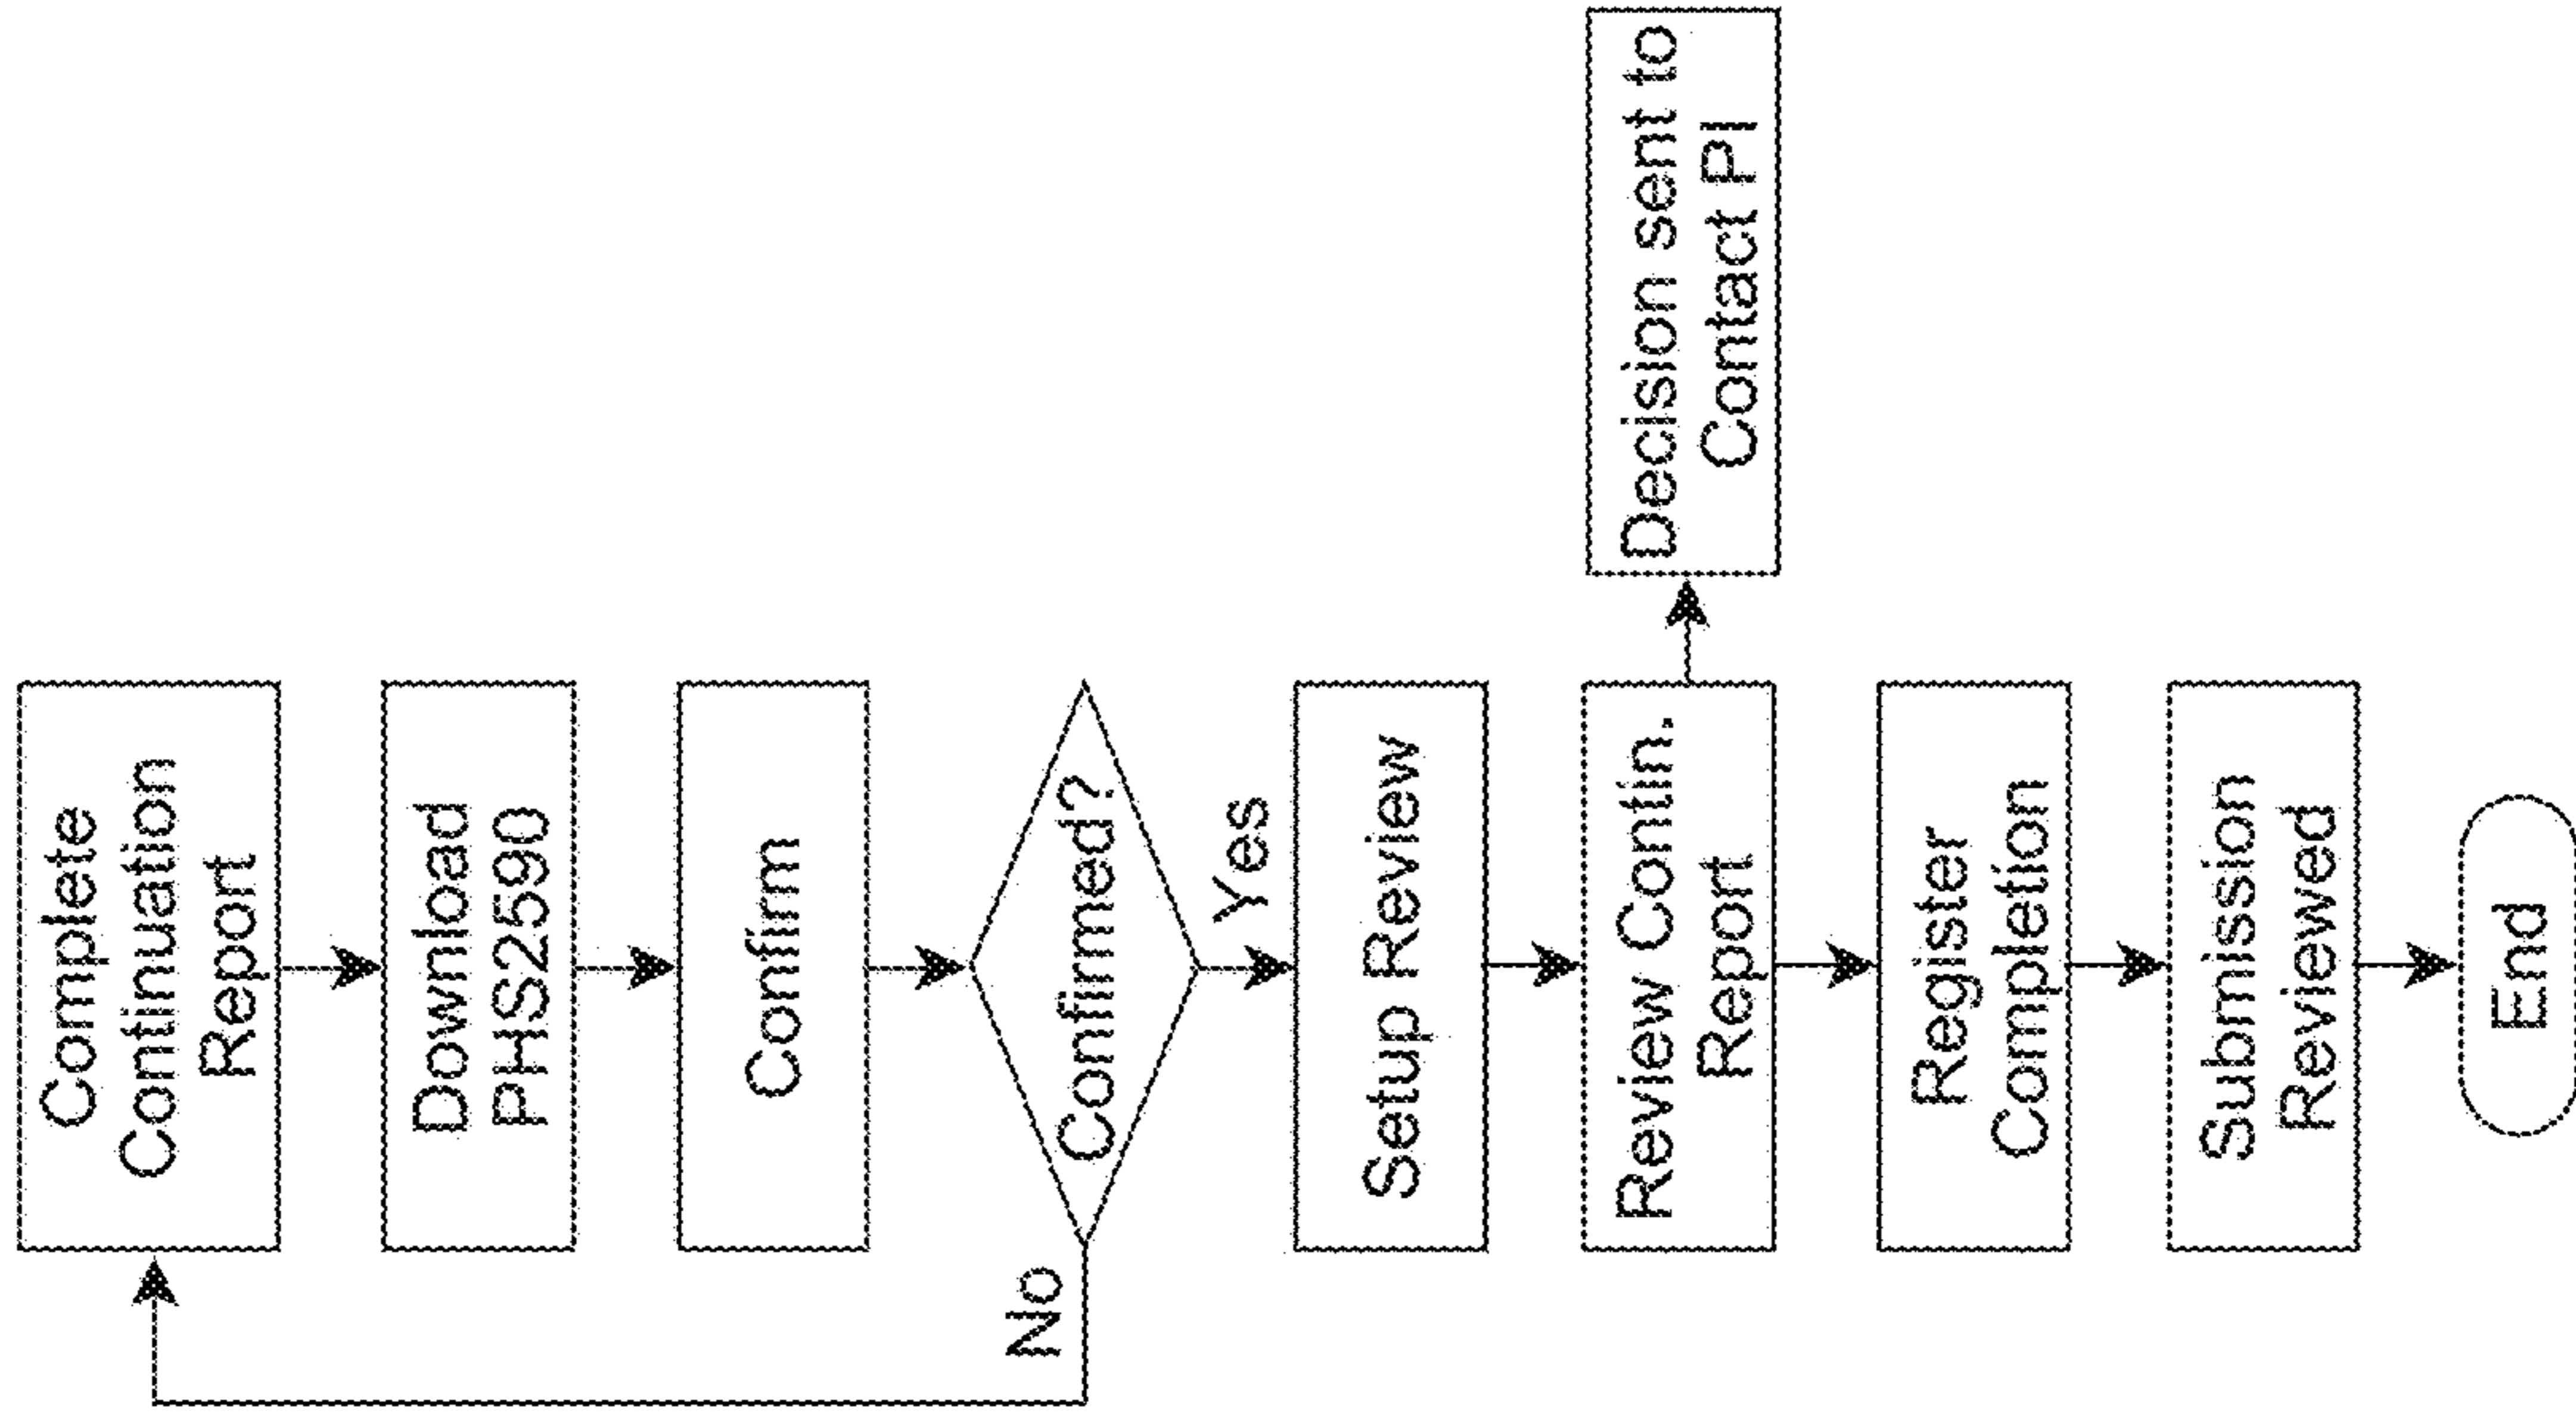 Complete
Continuation
Report
Download
PHS2590
Confirm
Confirmed?
No
Yes
Setup Review
Review Contin.
Report
Decision sent to
Contact PI
Register
Completion
Submission
Reviewed
End